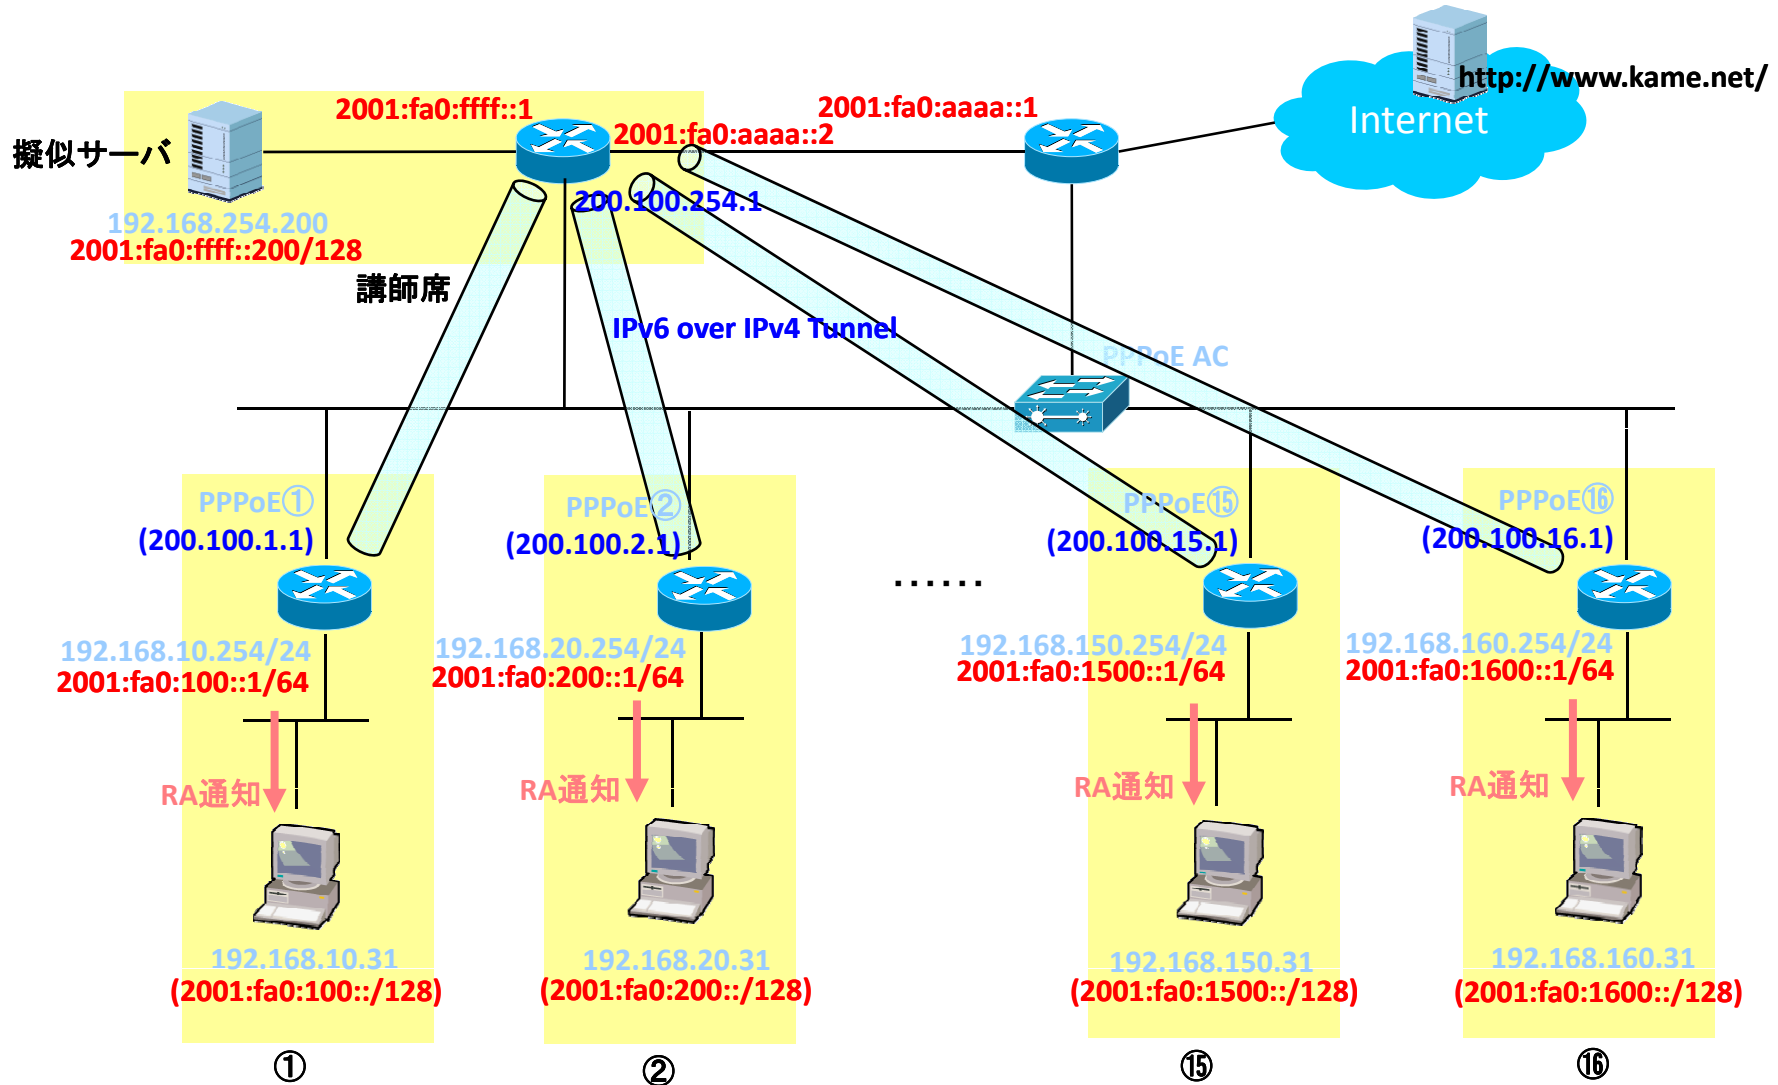 http://www.kame.net/
Internet
2001:fa0:ffff::1
2001:fa0:aaaa::1
2001:fa0:aaaa::2
擬似サーバ
200.100.254.1
192.168.254.200
2001:fa0:ffff::200/128
講師席
IPv6 over IPv4 Tunnel
PPPoE AC
PPPoE①
(200.100.1.1)
PPPoE②
(200.100.2.1)
PPPoE⑮
(200.100.15.1)
PPPoE⑯
(200.100.16.1)
......
192.168.10.254/24
2001:fa0:100::1/64
192.168.20.254/24
2001:fa0:200::1/64
192.168.150.254/24
2001:fa0:1500::1/64
192.168.160.254/24
2001:fa0:1600::1/64
RA通知
RA通知
RA通知
RA通知
192.168.10.31
(2001:fa0:100::/128)
192.168.20.31
(2001:fa0:200::/128)
192.168.150.31
(2001:fa0:1500::/128)
192.168.160.31
(2001:fa0:1600::/128)
①
②
⑮
⑯